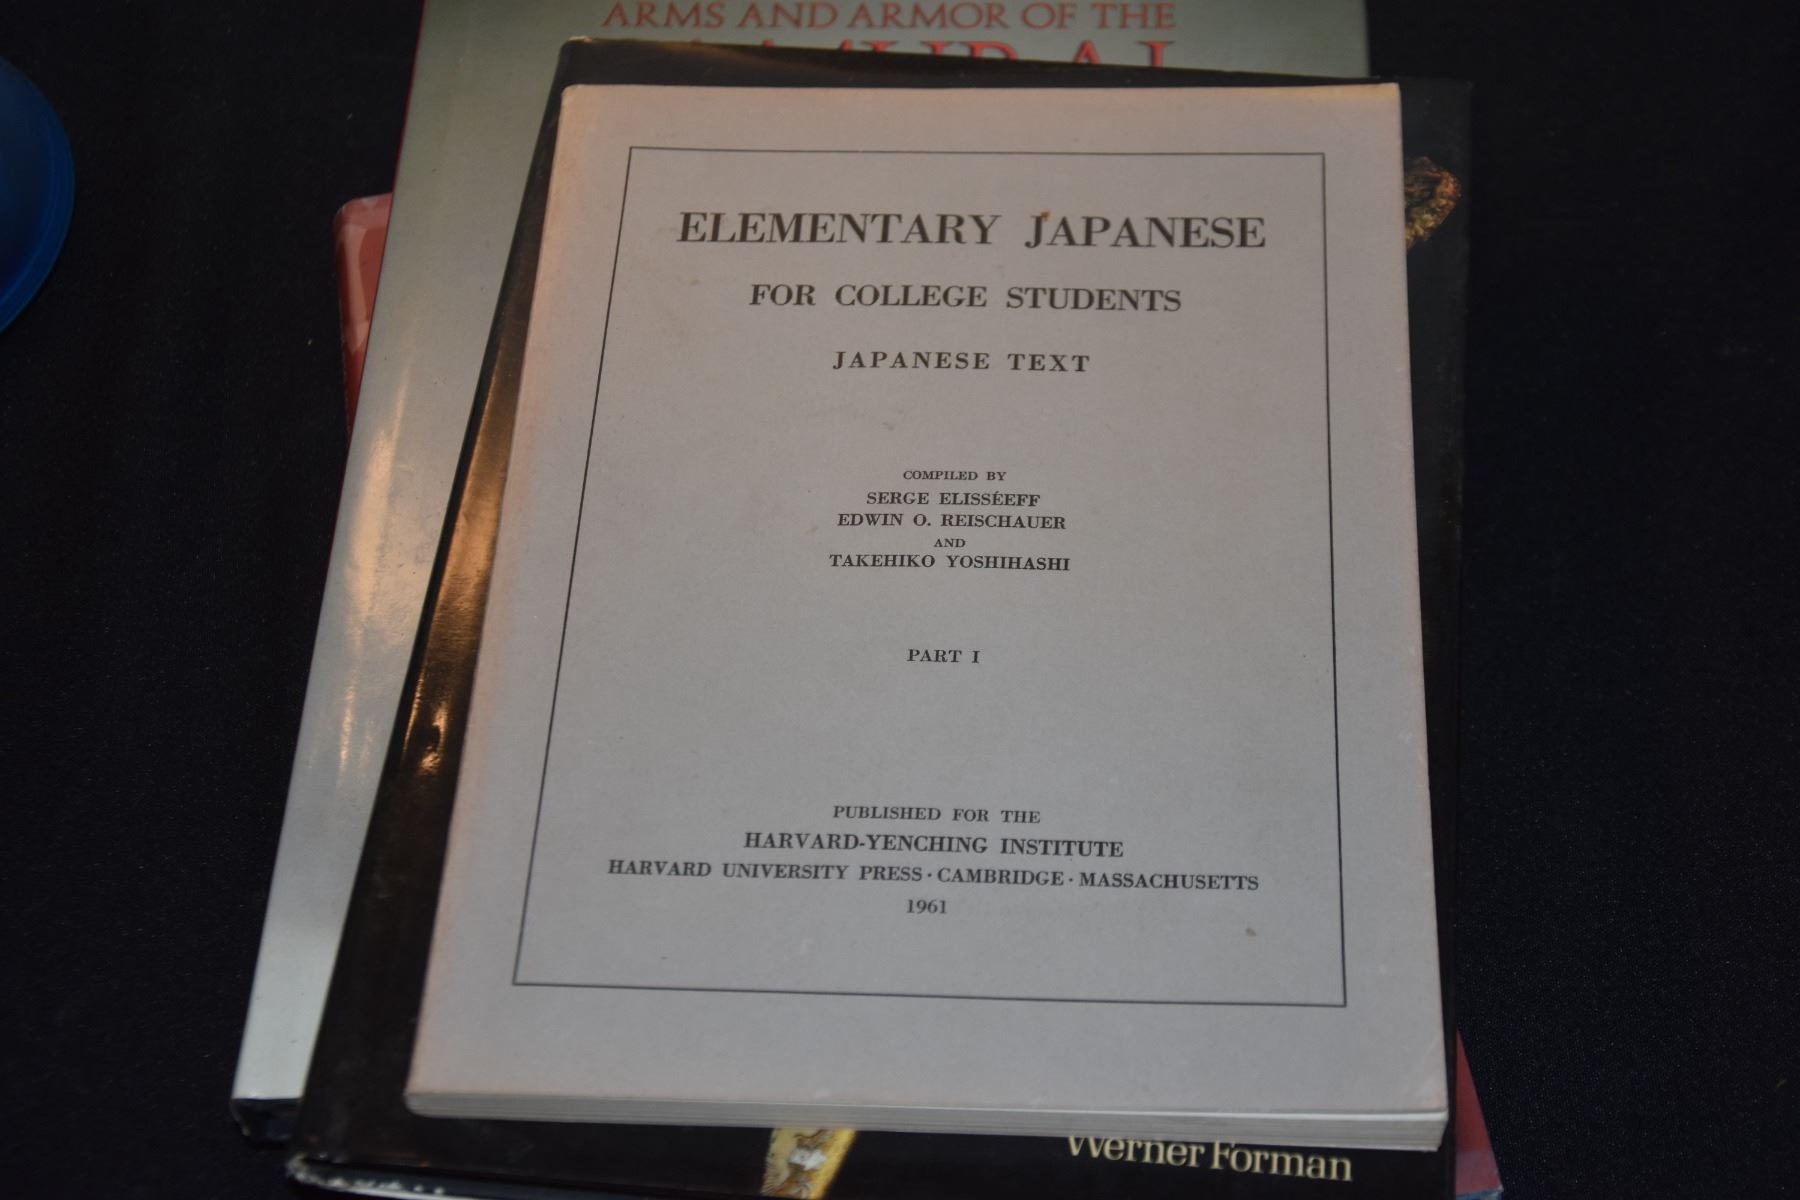 ARMS AND ARMOR OF THE
SAMURAI
ELEMENTARY JAPANESE
FOR COLLEGE STUDENTS
JAPANESE TEXT
COMPILED BY
SERGE ELISSÉEFF
EDWIN O. REISCHAUER
AND
TAKEHIKO YOSHIHASHI
PART I
PUBLISHED FOR THE
HARVARD-YENCHING INSTITUTE
HARVARD UNIVERSITY PRESS · CAMBRIDGE · MASSACHUSETTS
1961
Werner Forman